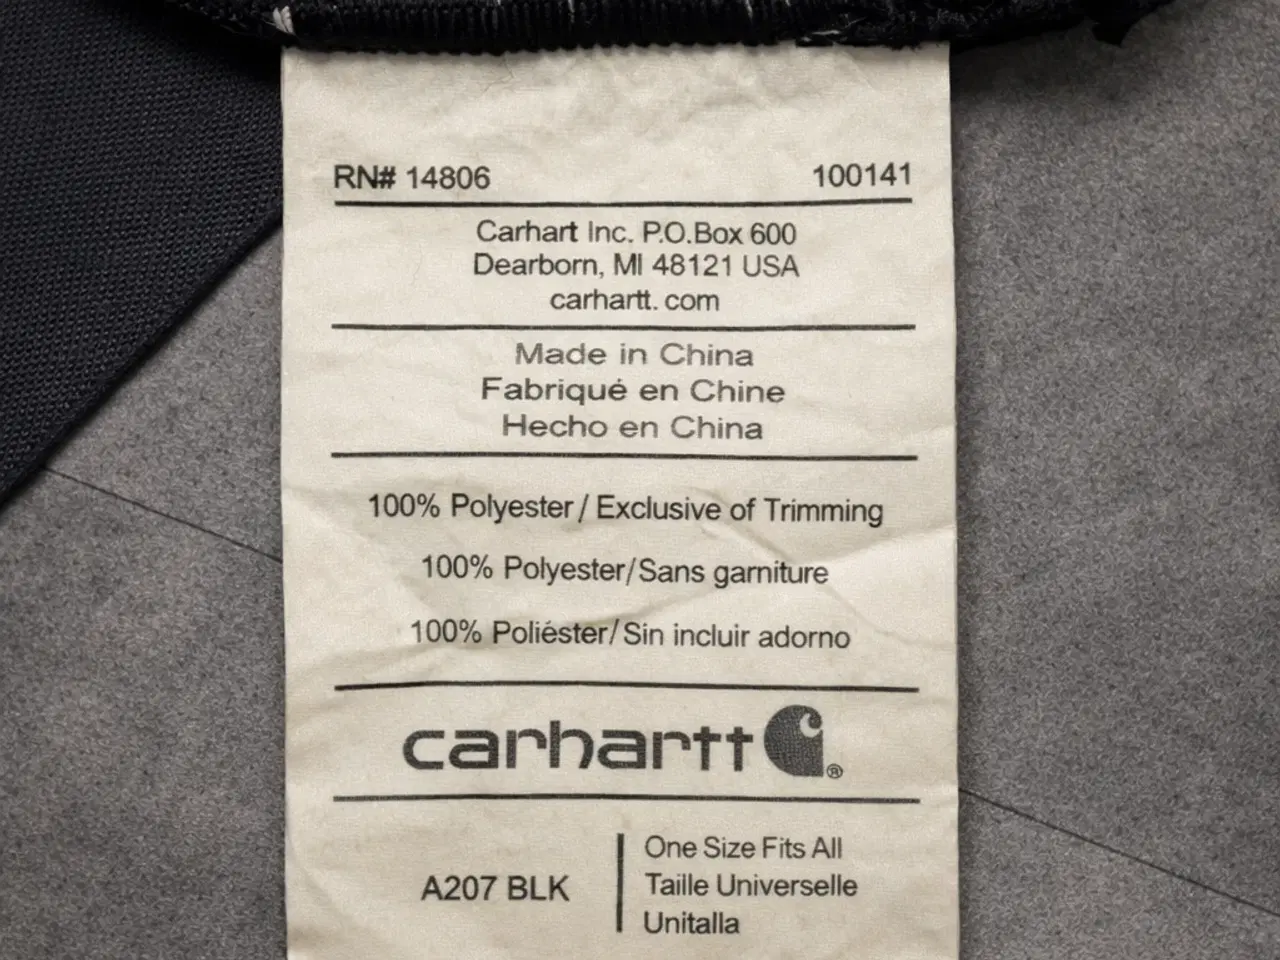 RN# 14806 100141
Carhart Inc. P.O.Box 600
Dearborn, MI 48121 USA
carhartt. com
Made in China
Fabriqué en Chine
Hecho en China
100% Polyester / Exclusive of Trimming
100% Polyester/Sans garniture
100% Poliéster/Sin incluir adorno
carhartt ®
A207 BLK
One Size Fits All
Taille Universelle
Unitalla